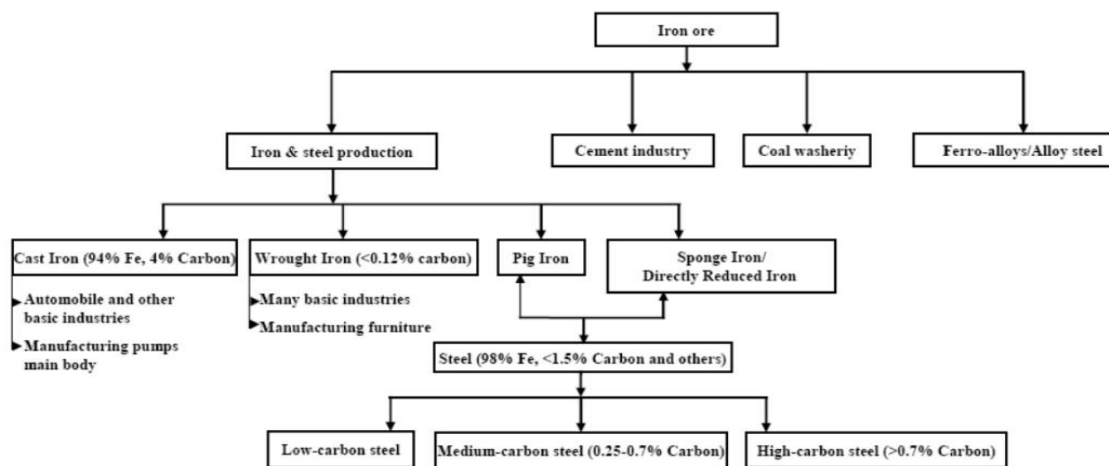 Iron ore
Iron & steel production
Cement industry
Coal washeriy
Ferro-alloys/Alloy steel
Cast Iron (94% Fe, 4% Carbon)
Wrought Iron (<0.12% carbon)
Pig Iron
Sponge Iron/
Directly Reduced Iron
Automobile and other
basic industries
Manufacturing pumps
main body
Many basic industries
Manufacturing furniture
Steel (98% Fe, <1.5% Carbon and others)
Low-carbon steel
Medium-carbon steel (0.25-0.7% Carbon)
High-carbon steel (>0.7% Carbon)